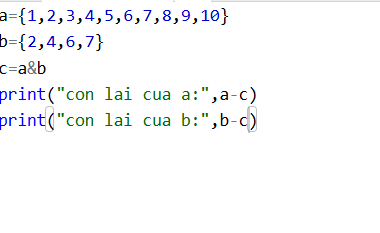 a={1,2,3,4,5,6,7,8,9,10}
b={2,4,6,7}
c=a&b
print("con lai cua a:",a-c)
print("con lai cua b:",b-c)